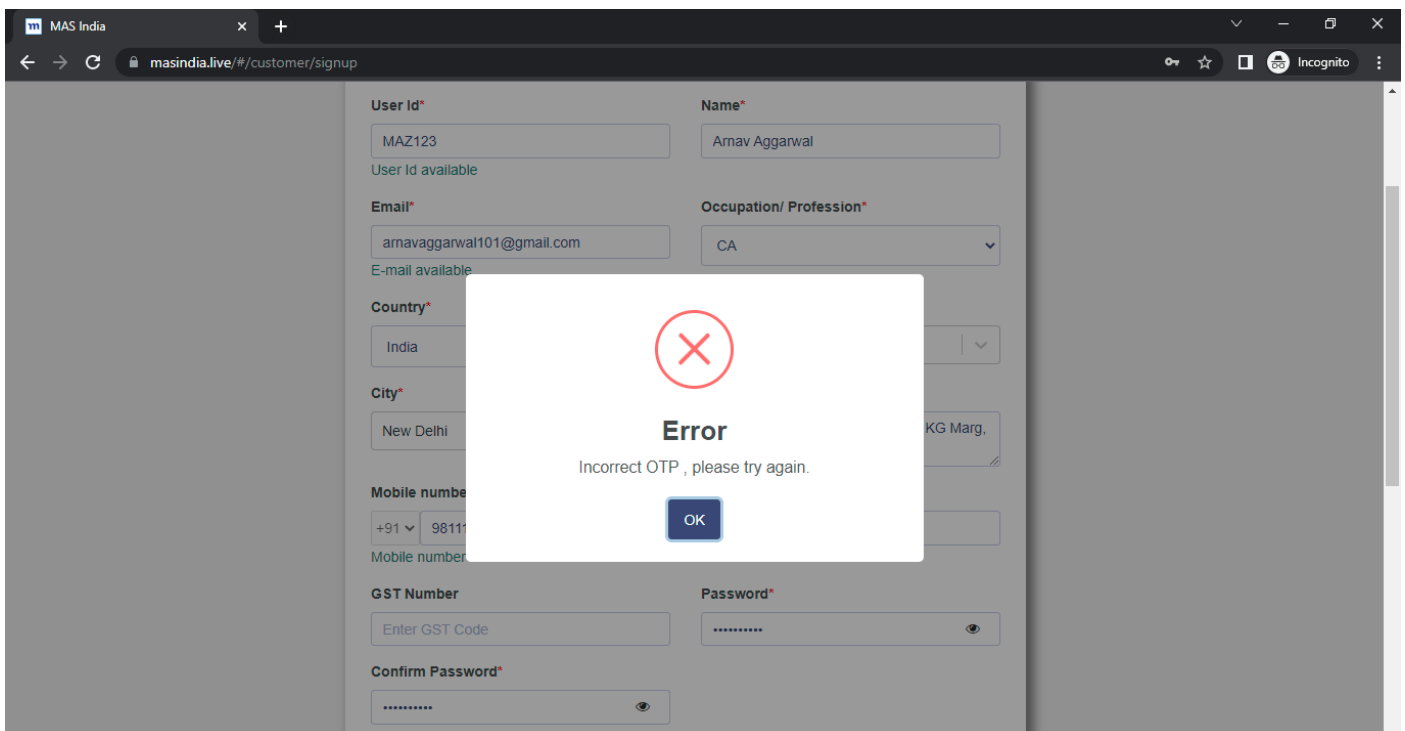 MAS India
masindia.live/#/customer/signup
Incognito
User Id*
Name*
MAZ123
Arnav Aggarwal
User Id available
Email*
Occupation/ Profession*
arnavaggarwal101@gmail.com
CA
E-mail available
Country*
India
City*
New Delhi
KG Marg,
Error
Incorrect OTP , please try again.
OK
Mobile numbe
+91
9811
Mobile number
GST Number
Password*
Enter GST Code
••••••••••
Confirm Password*
••••••••••